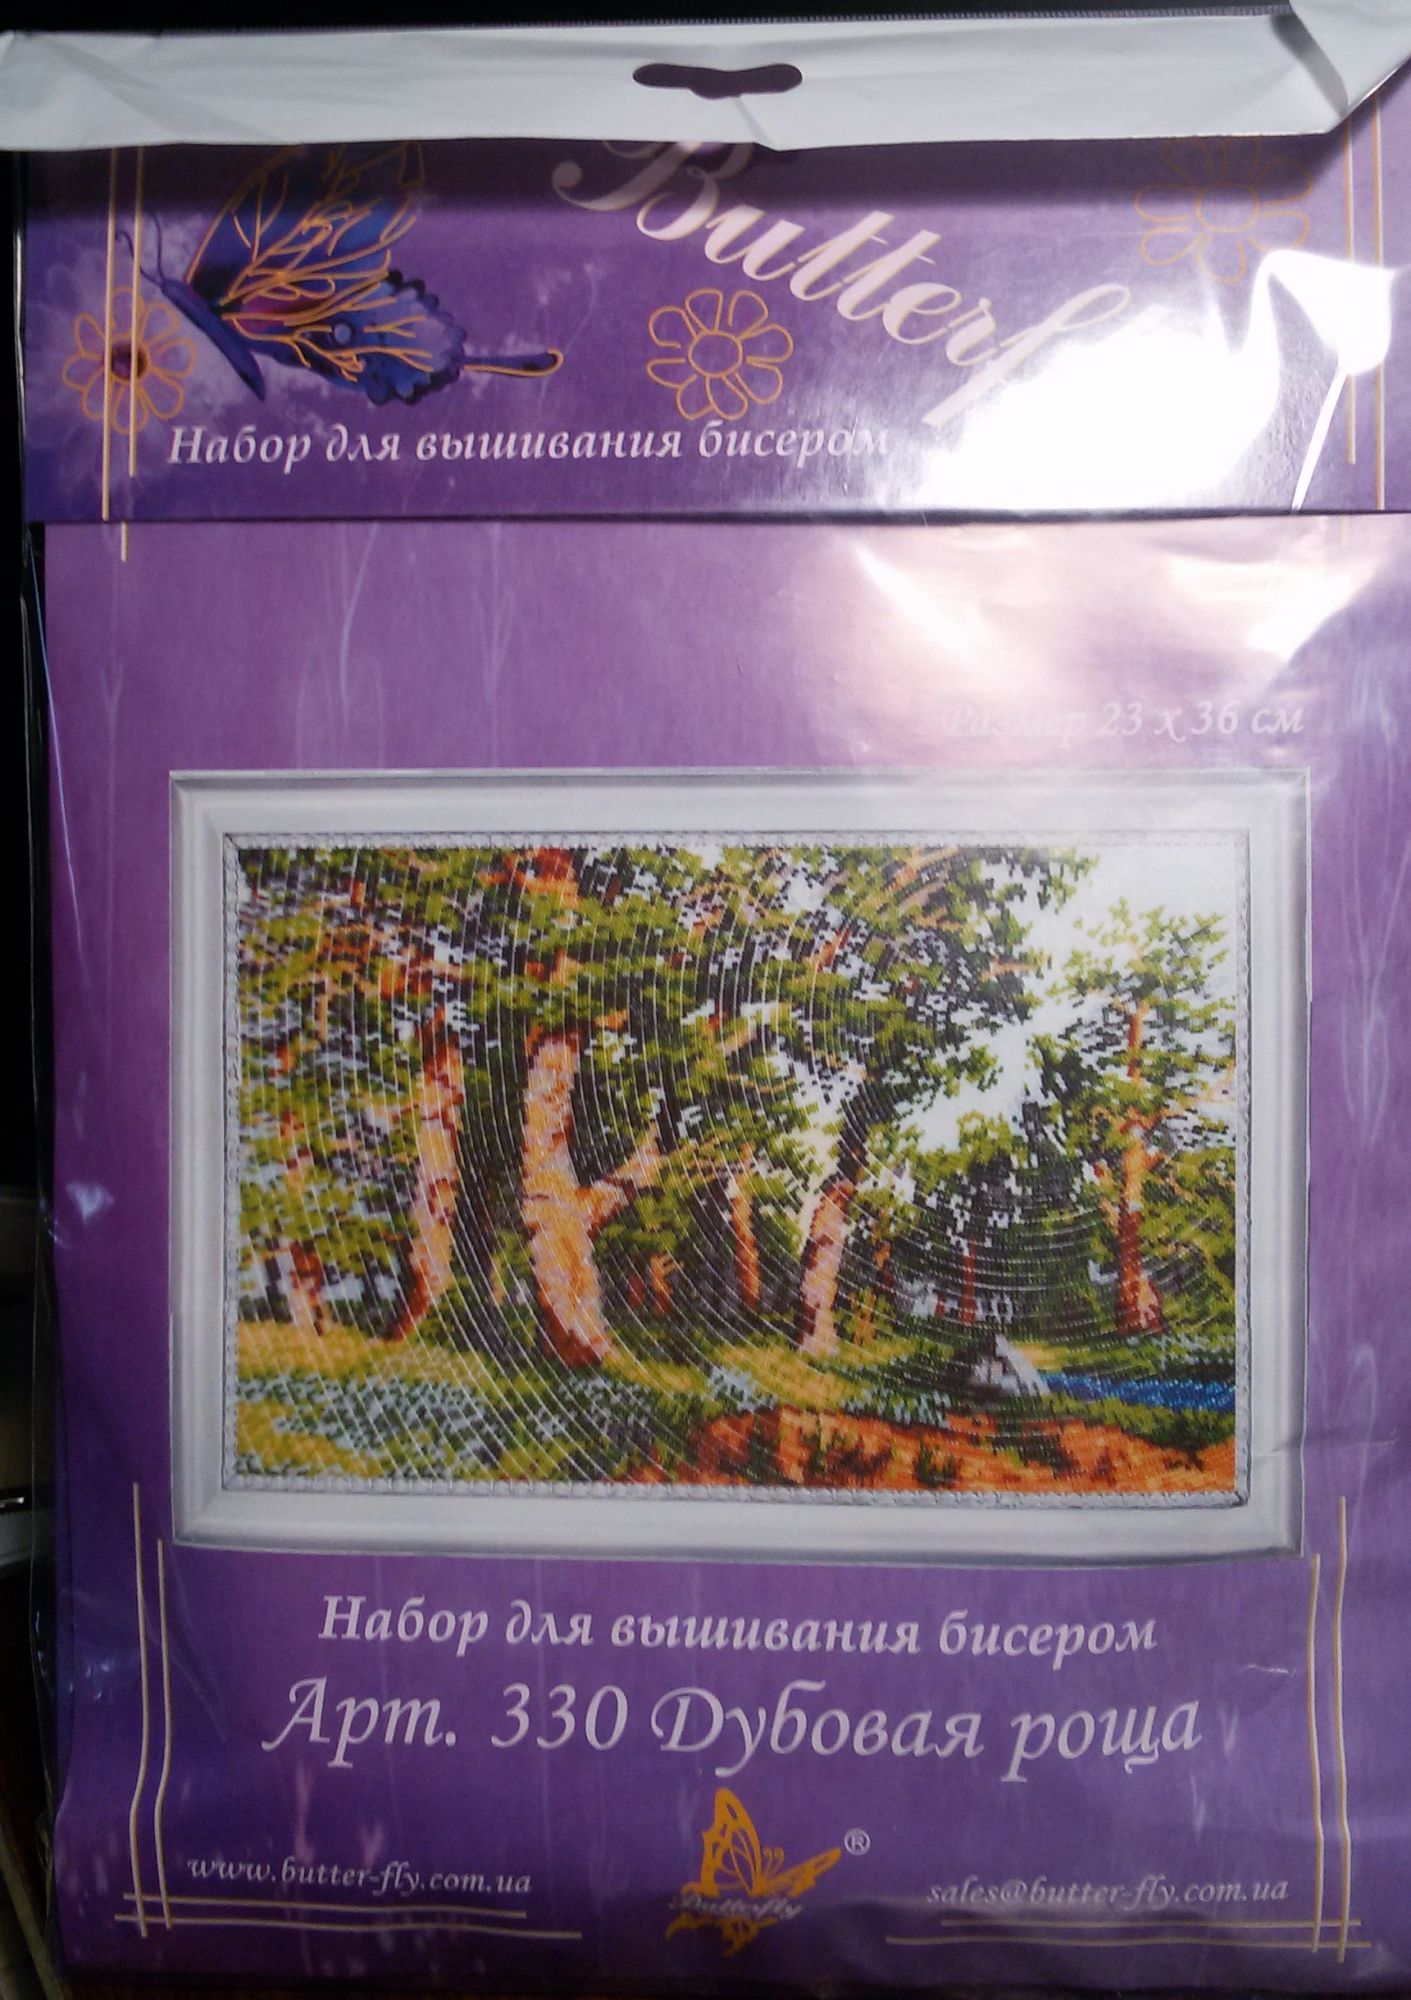 Butterf
Набор для вышивания бисером
Размер 23 x 36 см
Набор для вышивания бисером
Арт. 330 Дубовая роща
www.butter-fly.com.ua
Butterfly ®
sales@butter-fly.com.ua